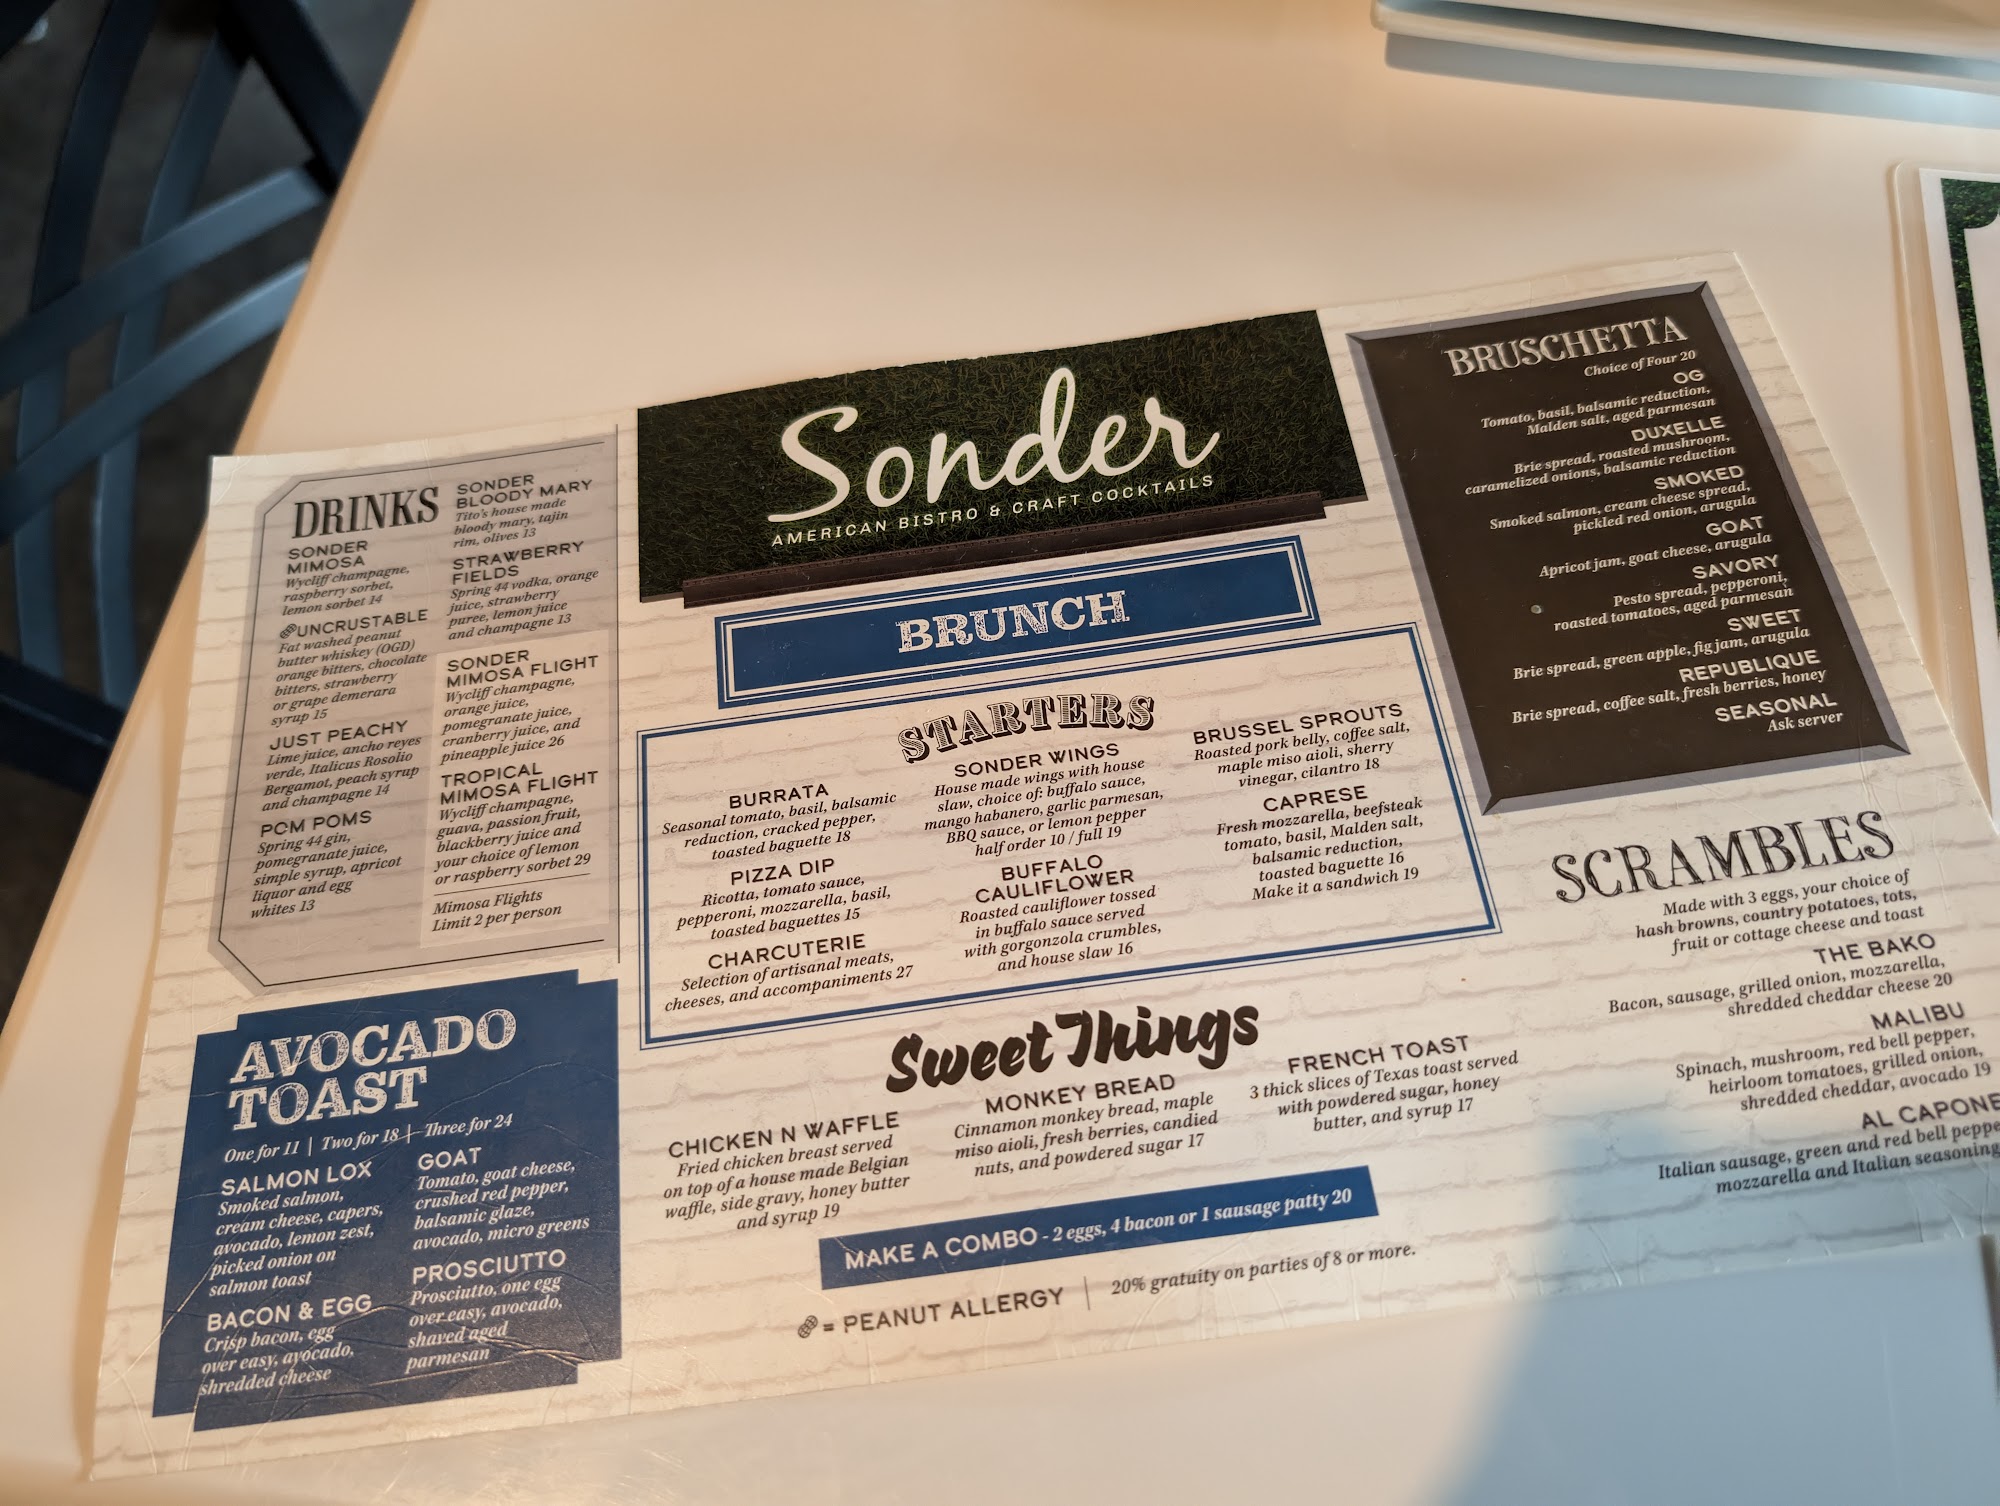 Sonder
AMERICAN BISTRO & CRAFT COCKTAILS
BRUNCH
DRINKS
SONDER
MIMOSA
Wycliff champagne,
raspberry sorbet,
lemon sorbet 14
UNCRUSTABLE
Fat washed peanut
butter whiskey (OGD)
orange bitters, chocolate
bitters, strawberry
or grape demerara
syrup 15
JUST PEACHY
Lime juice, ancho reyes
verde, Italicus Rosolio
Bergamot, peach syrup
and champagne 14
POM POMS
Spring 44 gin,
pomegranate juice,
simple syrup, apricot
liquor and egg
whites 13
SONDER
BLOODY MARY
Tito's house made
bloody mary, tajin
rim, olives 13
STRAWBERRY
FIELDS
Spring 44 vodka, orange
juice, strawberry
puree, lemon juice
and champagne 13
SONDER
MIMOSA FLIGHT
Wycliff champagne,
orange juice,
pomegranate juice,
cranberry juice, and
pineapple juice 26
TROPICAL
MIMOSA FLIGHT
Wycliff champagne,
guava, passion fruit,
blackberry juice and
your choice of lemon
or raspberry sorbet 29
Mimosa Flights
Limit 2 per person
AVOCADO
TOAST
One for 11 | Two for 18 | Three for 24
SALMON LOX
Smoked salmon,
cream cheese, capers,
avocado, lemon zest,
picked onion on
salmon toast
BACON & EGG
Crisp bacon, egg
over easy, avocado,
shredded cheese
GOAT
Tomato, goat cheese,
crushed red pepper,
balsamic glaze,
avocado, micro greens
PROSCIUTTO
Prosciutto, one egg
over easy, avocado,
shaved aged
parmesan
STARTERS
BURRATA
Seasonal tomato, basil, balsamic
reduction, cracked pepper,
toasted baguette 18
PIZZA DIP
Ricotta, tomato sauce,
pepperoni, mozzarella, basil,
toasted baguettes 15
CHARCUTERIE
Selection of artisanal meats,
cheeses, and accompaniments 27
SONDER WINGS
House made wings with house
slaw, choice of: buffalo sauce,
mango habanero, garlic parmesan,
BBQ sauce, or lemon pepper
half order 10 / full 19
BUFFALO
CAULIFLOWER
Roasted cauliflower tossed
in buffalo sauce served
with gorgonzola crumbles,
and house slaw 16
BRUSSEL SPROUTS
Roasted pork belly, coffee salt,
maple miso aioli, sherry
vinegar, cilantro 18
CAPRESE
Fresh mozzarella, beefsteak
tomato, basil, Malden salt,
balsamic reduction,
toasted baguette 16
Make it a sandwich 19
Sweet Things
CHICKEN N WAFFLE
Fried chicken breast served
on top of a house made Belgian
waffle, side gravy, honey butter
and syrup 19
MONKEY BREAD
Cinnamon monkey bread, maple
miso aioli, fresh berries, candied
nuts, and powdered sugar 17
FRENCH TOAST
3 thick slices of Texas toast served
with powdered sugar, honey
butter, and syrup 17
MAKE A COMBO - 2 eggs, 4 bacon or 1 sausage patty 20
= PEANUT ALLERGY | 20% gratuity on parties of 8 or more.
BRUSCHETTA
Choice of Four 20
OG
Tomato, basil, balsamic reduction,
Malden salt, aged parmesan
DUXELLE
Brie spread, roasted mushroom,
caramelized onions, balsamic reduction
SMOKED
Smoked salmon, cream cheese spread,
pickled red onion, arugula
GOAT
Apricot jam, goat cheese, arugula
SAVORY
Pesto spread, pepperoni,
roasted tomatoes, aged parmesan
SWEET
Brie spread, green apple, fig jam, arugula
REPUBLIQUE
Brie spread, coffee salt, fresh berries, honey
SEASONAL
Ask server
SCRAMBLES
Made with 3 eggs, your choice of
hash browns, country potatoes, tots,
fruit or cottage cheese and toast
THE BAKO
Bacon, sausage, grilled onion, mozzarella,
shredded cheddar cheese 20
MALIBU
Spinach, mushroom, red bell pepper,
heirloom tomatoes, grilled onion,
shredded cheddar, avocado 19
AL CAPONE
Italian sausage, green and red bell peppe
mozzarella and Italian seasoning